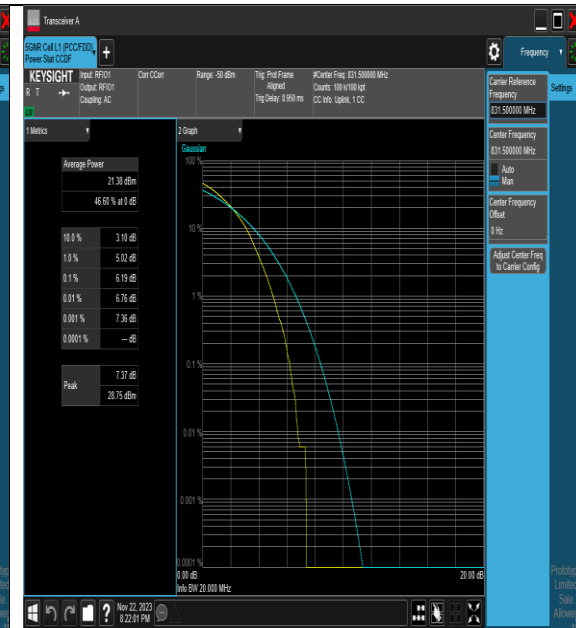 Transceiver A
5GNR Cell L1 (PCC/FDD)
Power Stat CCDF
Frequency
KEYSIGHT
R T
LXI
Input: RFIO1
Output: RFIO1
Coupling: AC
Corr CCorr
Range: -50 dBm
Trig: Prot Frame
Aligned
Trig Delay: 8.950 ms
#Center Freq: 831.500000 MHz
Counts: 100 k/100 kpt
CC Info: Uplink, 1 CC
Carrier Reference
Frequency
831.500000 MHz
Settings
Center Frequency
831.500000 MHz
Auto
Man
Center Frequency
Offset
0 Hz
Adjust Center Freq
to Carrier Config
1 Metrics
Average Power
21.38 dBm
46.60 % at 0 dB
10.0 % 3.10 dB
1.0 % 5.02 dB
0.1 % 6.19 dB
0.01 % 6.76 dB
0.001 % 7.36 dB
0.0001 % --- dB
Peak
7.37 dB
28.75 dBm
2 Graph
Gaussian
100 %
10 %
1 %
0.1 %
0.01 %
0.001 %
0.0001 %
0.00 dB
20.00 dB
Info BW 20.000 MHz
Nov 22, 2023
8:22:01 PM